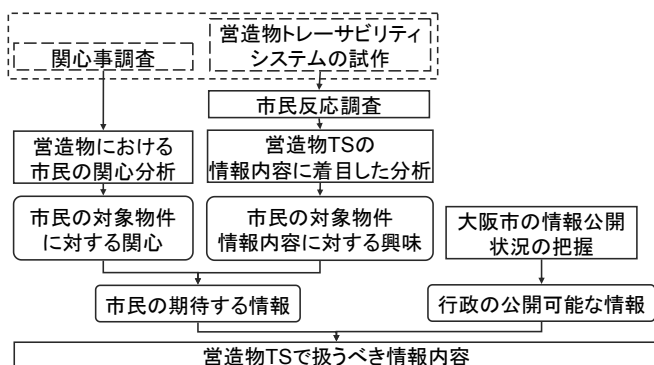 関心事調査
営造物トレーサビリティ
システムの試作
市民反応調査
営造物における
市民の関心分析
営造物TSの
情報内容に着目した分析
市民の対象物件
に対する関心
市民の対象物件
情報内容に対する興味
大阪市の情報公開
状況の把握
市民の期待する情報
行政の公開可能な情報
営造物TSで扱うべき情報内容